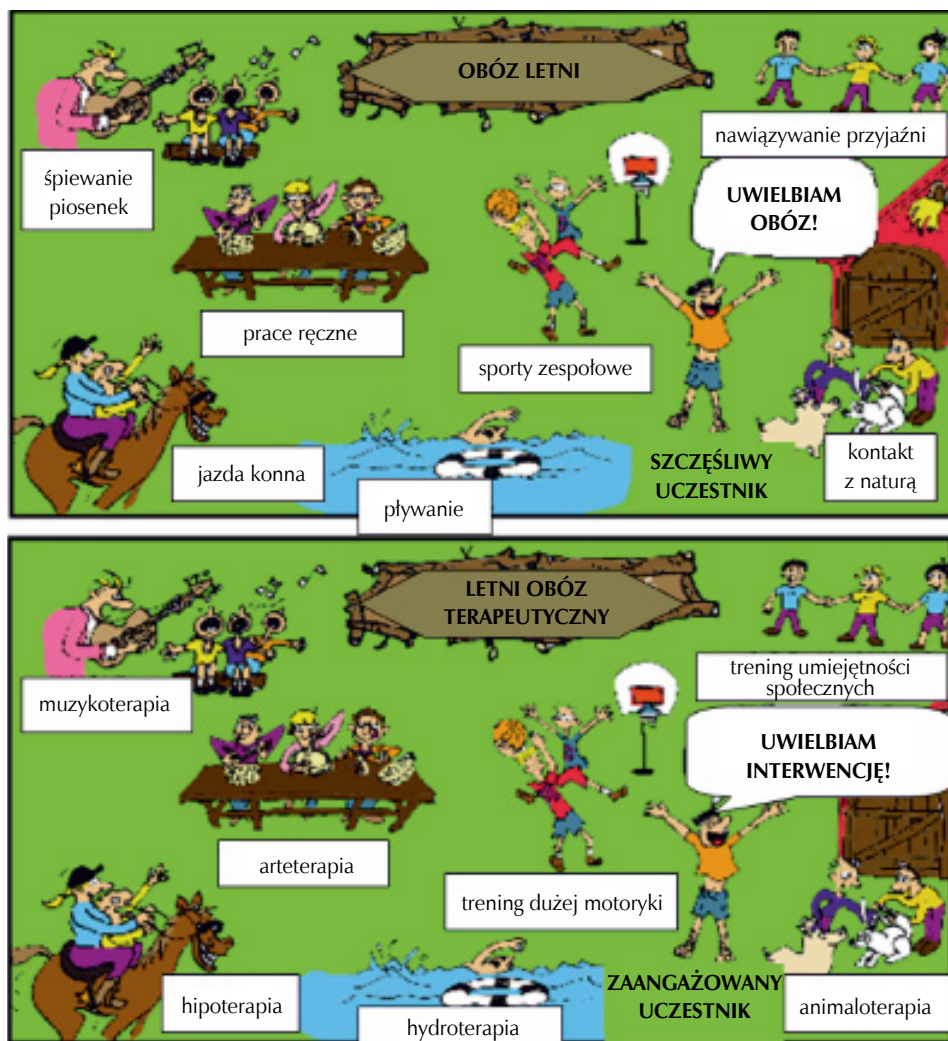 OBÓZ LETNI
nawiązywanie przyjaźni
śpiewanie
piosenek
UWIELBIAM
OBÓZ!
prace ręczne
sporty zespołowe
jazda konna
pływanie
SZCZĘŚLIWY
UCZESTNIK
kontakt
z naturą
LETNI OBÓZ
TERAPEUTYCZNY
trening umiejętności
społecznych
muzykoterapia
UWIELBIAM
INTERWENCJĘ!
arteterapia
trening dużej motoryki
hipoterapia
hydroterapia
ZAANGAŻOWANY
UCZESTNIK
animaloterapia